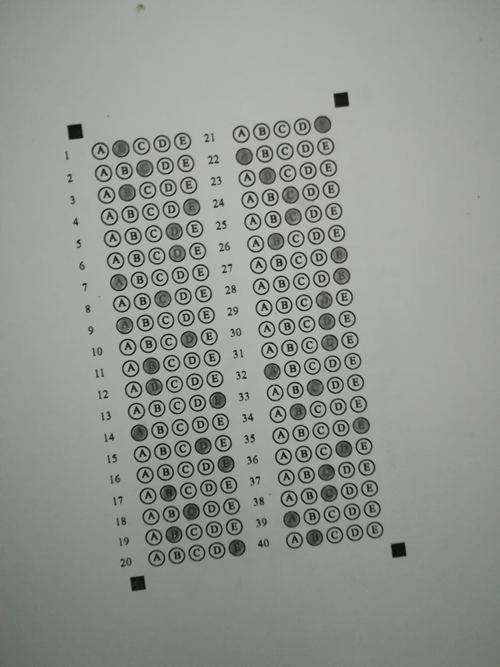 1 A B C D E 21 A B C D E
2 A B C D E 22 A B C D E
3 A B C D E 23 A B C D E
4 A B C D E 24 A B C D E
5 A B C D E 25 A B C D E
6 A B C D E 26 A B C D E
7 A B C D E 27 A B C D E
8 A B C D E 28 A B C D E
9 A B C D E 29 A B C D E
10 A B C D E 30 A B C D E
11 A B C D E 31 A B C D E
12 A B C D E 32 A B C D E
13 A B C D E 33 A B C D E
14 A B C D E 34 A B C D E
15 A B C D E 35 A B C D E
16 A B C D E 36 A B C D E
17 A B C D E 37 A B C D E
18 A B C D E 38 A B C D E
19 A B C D E 39 A B C D E
20 A B C D E 40 A B C D E